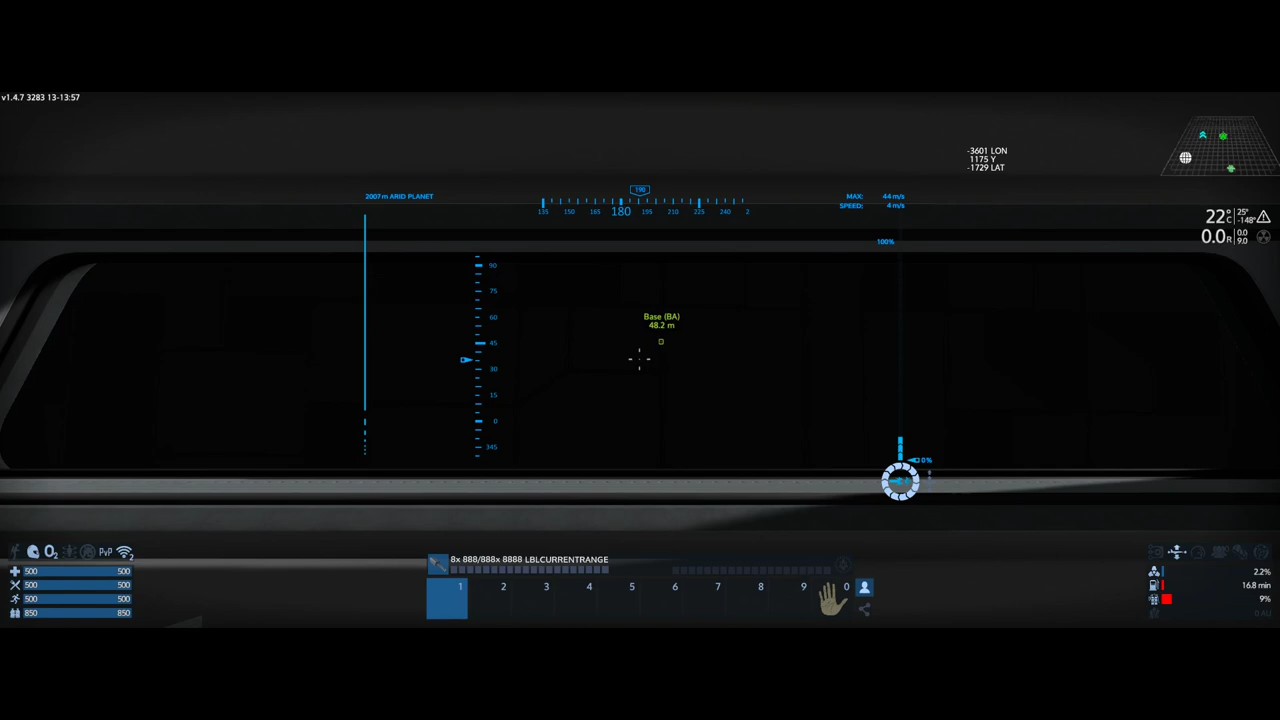 v1.4.7 3283 13-13:57
-3601 LON
1175 Y
-1729 LAT
190
2007m ARID PLANET
MAX: 44 m/s
SPEED: 4 m/s
135 150 165 180 195 210 225 240 2
22°C 25° -148°
0.0R 0.0 9.0
100%
90
75
60
45
30
15
0
345
Base (BA)
48.2 m
0%
O2 PVP 2
8x 888/888x 8888 LBLCURRENTRANGE
500 500
500 500
500 500
850 850
1 2 3 4 5 6 7 8 9 0
2.2%
16.8 min
9%
0 AU